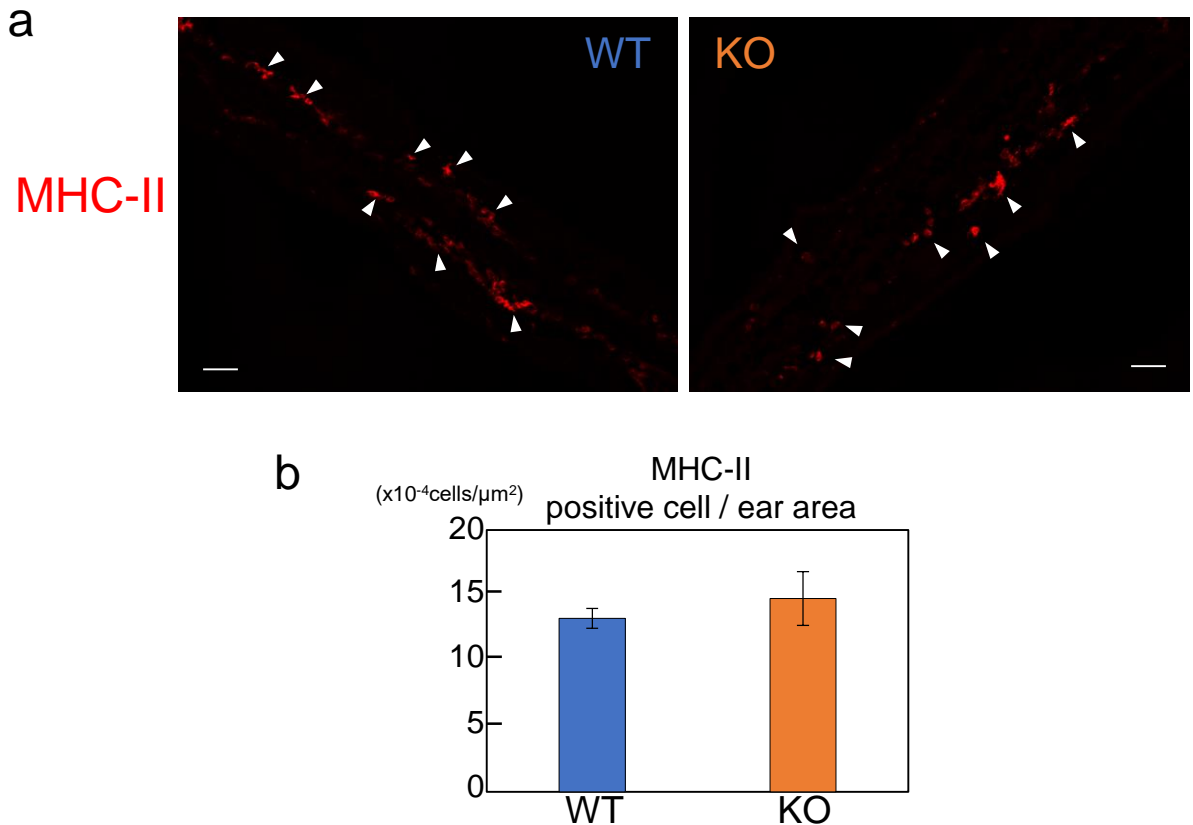 a
WT
KO
MHC-II
b
MHC-II
positive cell / ear area
(x10⁻⁴cells/μm²)
20
15
10
5
0
WT
KO